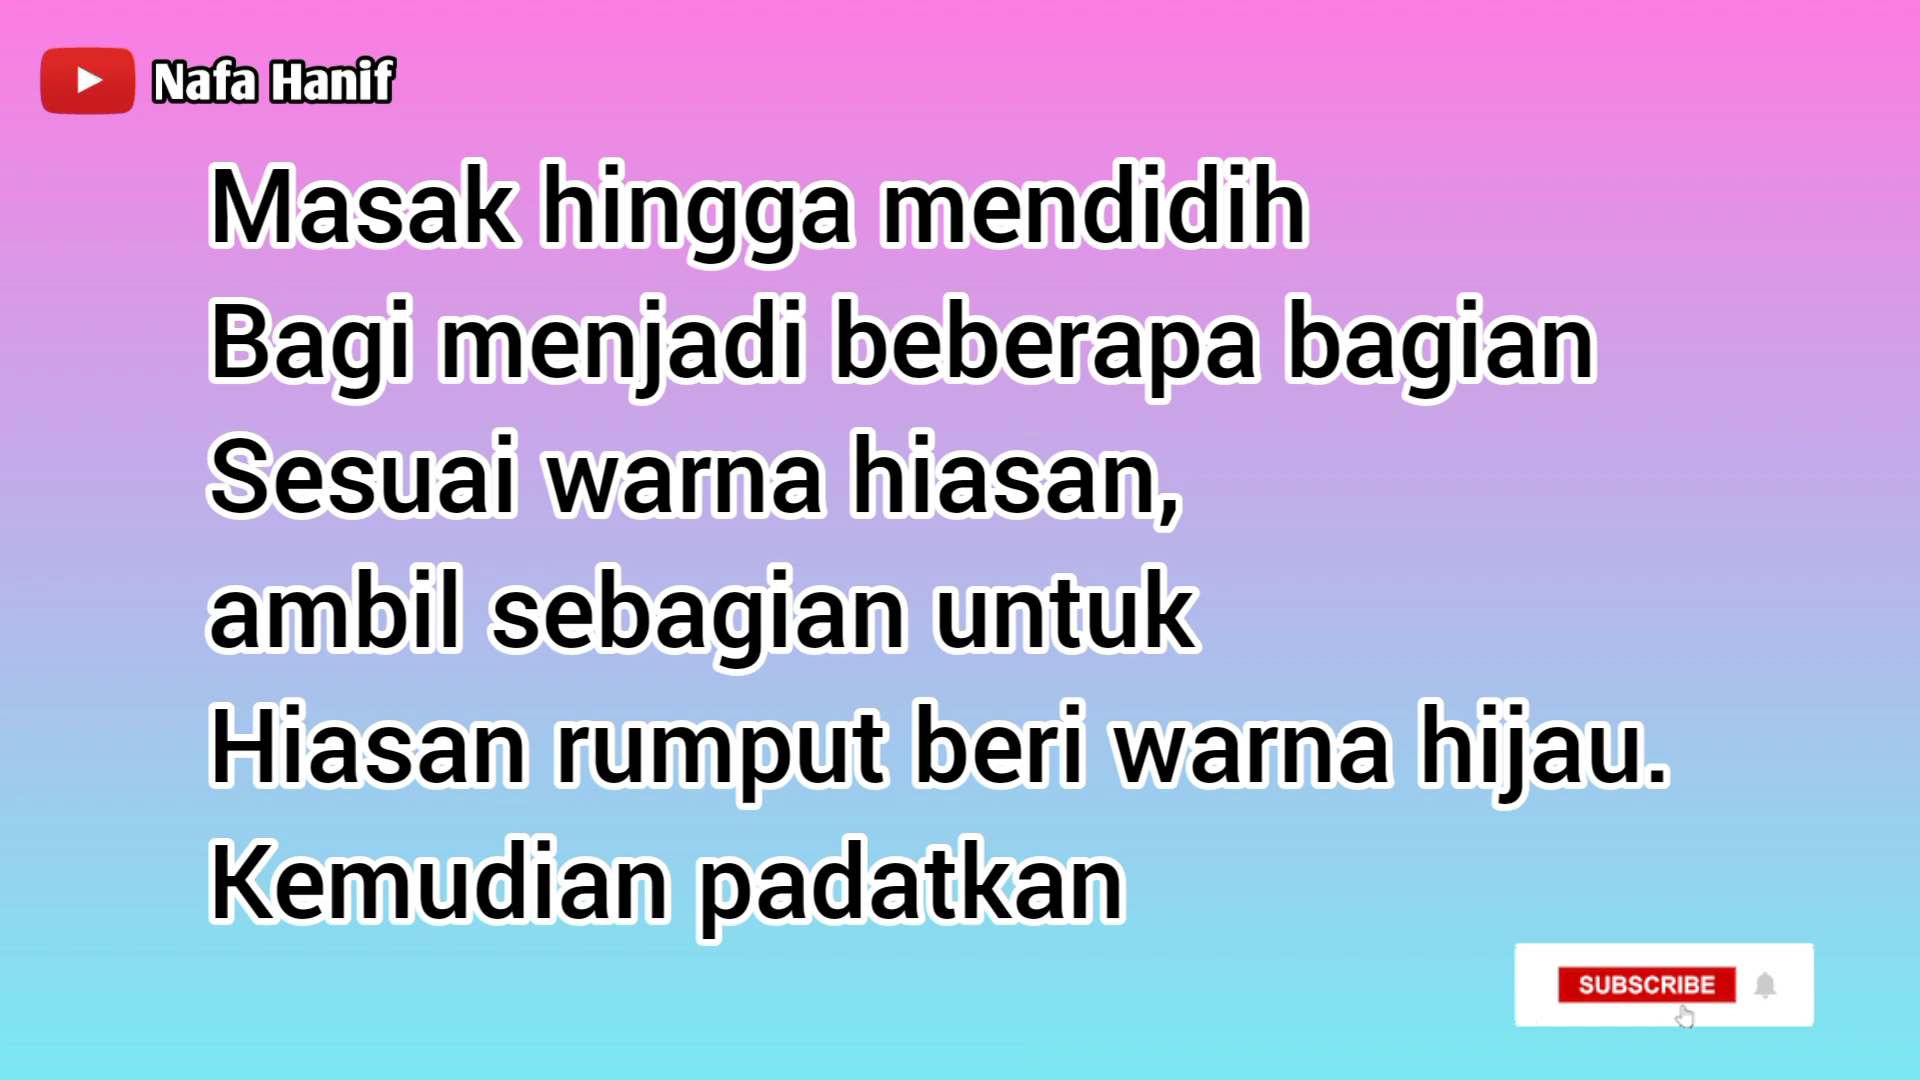 Nafa Hanif
Masak hingga mendidih
Bagi menjadi beberapa bagian
Sesuai warna hiasan,
ambil sebagian untuk
Hiasan rumput beri warna hijau.
Kemudian padatkan
SUBSCRIBE